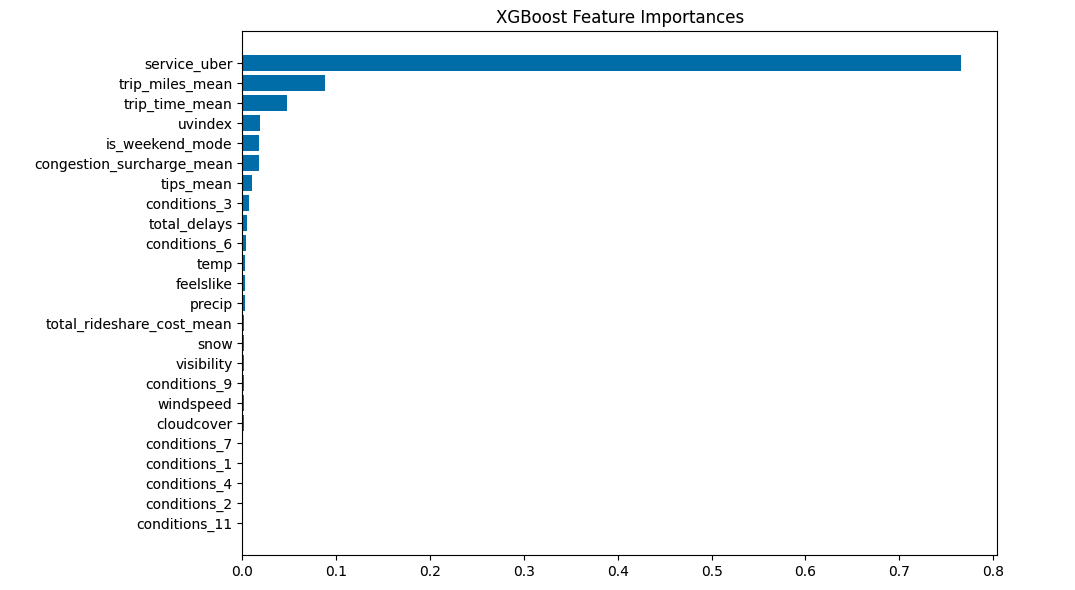 XGBoost Feature Importances
service_uber
trip_miles_mean
trip_time_mean
uvindex
is_weekend_mode
congestion_surcharge_mean
tips_mean
conditions_3
total_delays
conditions_6
temp
feelslike
precip
total_rideshare_cost_mean
snow
visibility
conditions_9
windspeed
cloudcover
conditions_7
conditions_1
conditions_4
conditions_2
conditions_11
0.0 0.1 0.2 0.3 0.4 0.5 0.6 0.7 0.8